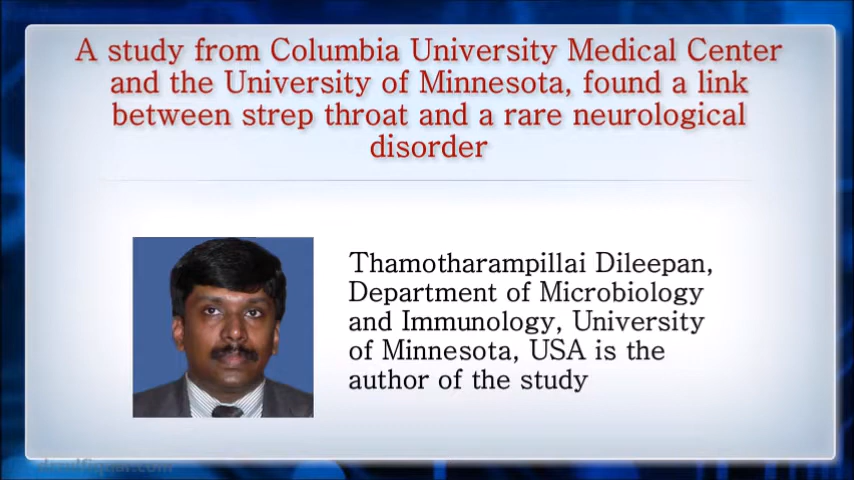 A study from Columbia University Medical Center
and the University of Minnesota, found a link
between strep throat and a rare neurological
disorder
Thamotharampillai Dileepan,
Department of Microbiology
and Immunology, University
of Minnesota, USA is the
author of the study